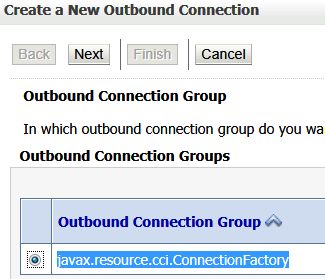 Create a New Outbound Connection
Back Next Finish Cancel
Outbound Connection Group
In which outbound connection group do you wa
Outbound Connection Groups
Outbound Connection Group
javax.resource.cci.ConnectionFactory